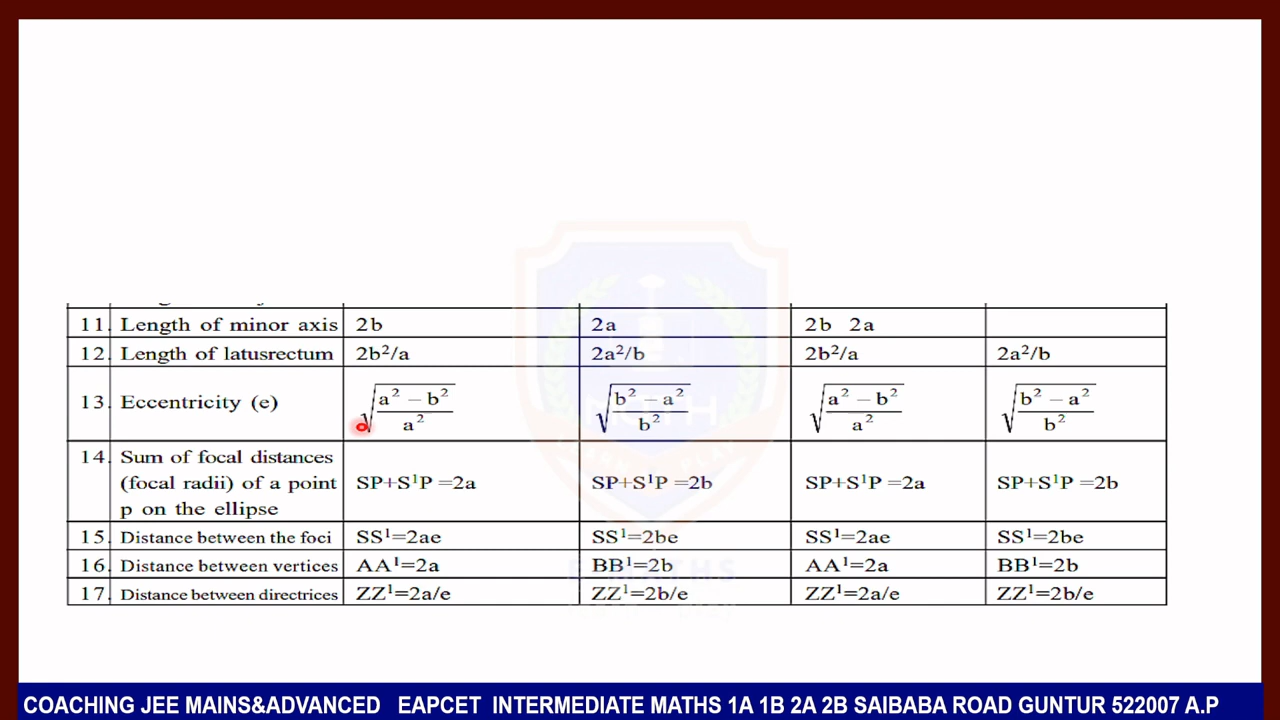 11. Length of minor axis 2b 2a 2b 2a
12. Length of latusrectum 2b²/a 2a²/b 2b²/a 2a²/b
13. Eccentricity (e) √((a² – b²)/a²) √((b² – a²)/b²) √((a² – b²)/a²) √((b² – a²)/b²)
14. Sum of focal distances
(focal radii) of a point SP+S¹P =2a SP+S¹P =2b SP+S¹P =2a SP+S¹P =2b
p on the ellipse
15. Distance between the foci SS¹=2ae SS¹=2be SS¹=2ae SS¹=2be
16. Distance between vertices AA¹=2a BB¹=2b AA¹=2a BB¹=2b
17. Distance between directrices ZZ¹=2a/e ZZ¹=2b/e ZZ¹=2a/e ZZ¹=2b/e
COACHING JEE MAINS&ADVANCED EAPCET INTERMEDIATE MATHS 1A 1B 2A 2B SAIBABA ROAD GUNTUR 522007 A.P